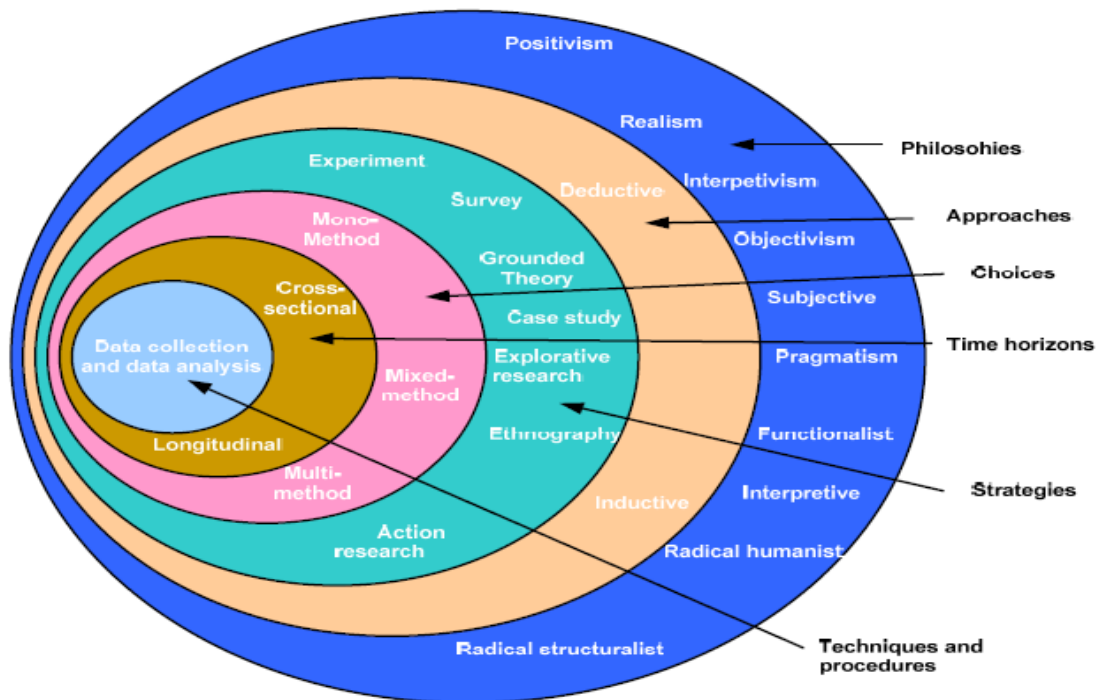 Positivism
Realism
Philosohies
Experiment
Interpetivism
Deductive
Survey
Approaches
Mono-
Method
Objectivism
Grounded
Theory
Choices
Cross-
sectional
Subjective
Case study
Data collection
and data analysis
Explorative
research
Pragmatism
Time horizons
Mixed-
method
Ethnography
Functionalist
Longitudinal
Multi-
method
Interpretive
Strategies
Inductive
Action
research
Radical humanist
Radical structuralist
Techniques and
procedures